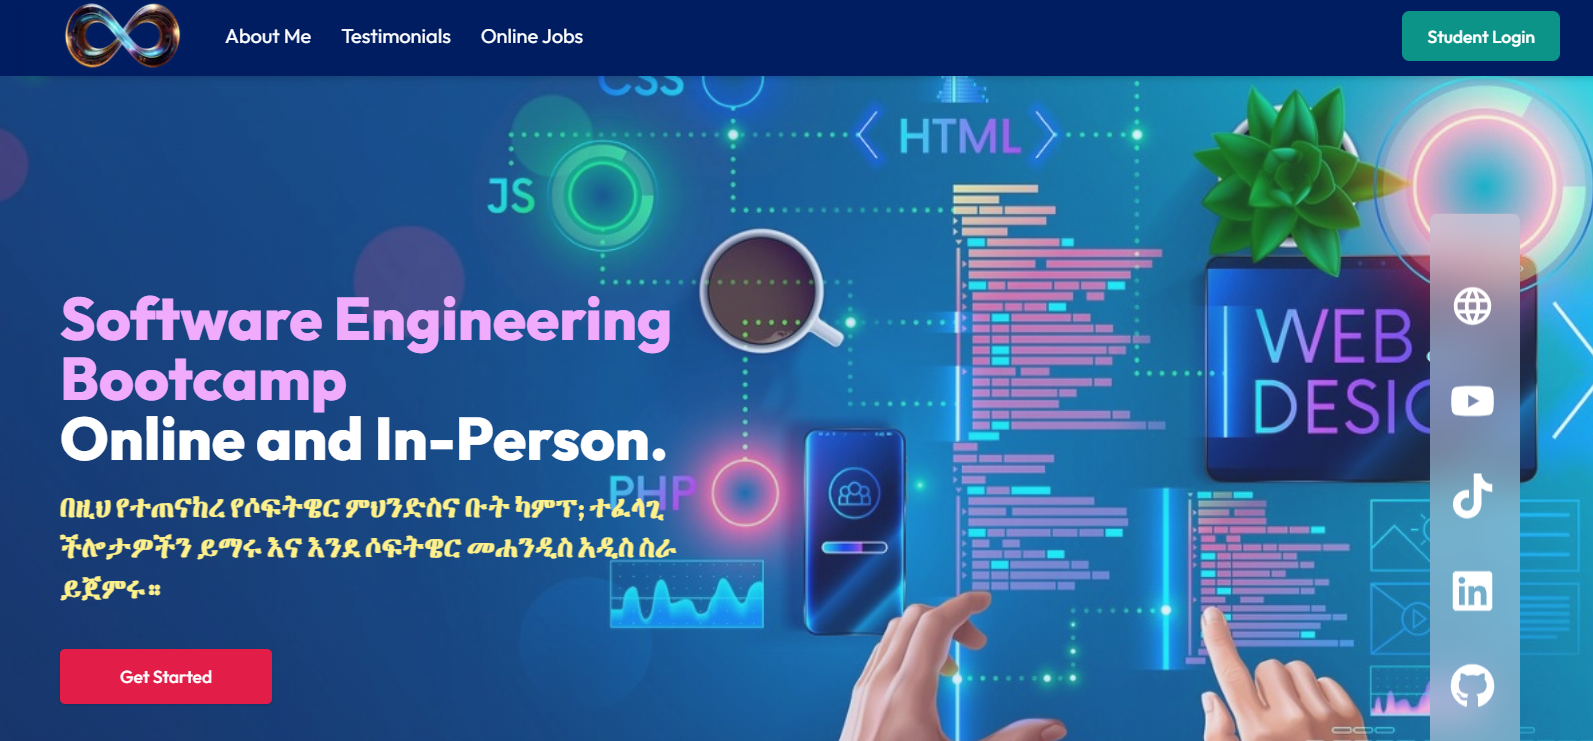 About Me
Testimonials
Online Jobs
Student Login
CSS
HTML
JS
WEB
DESIG
Software Engineering
Bootcamp
Online and In-Person.
PHP
በዚህ የተጠናከረ የሶፍትዌር ምህንድስና ቡት ካምፕ; ተፈላጊ
ችሎታዎችን ይማሩ እና እንደ ሶፍትዌር መሐንዲስ አዲስ ስራ
ይጀምሩ።
Get Started
in